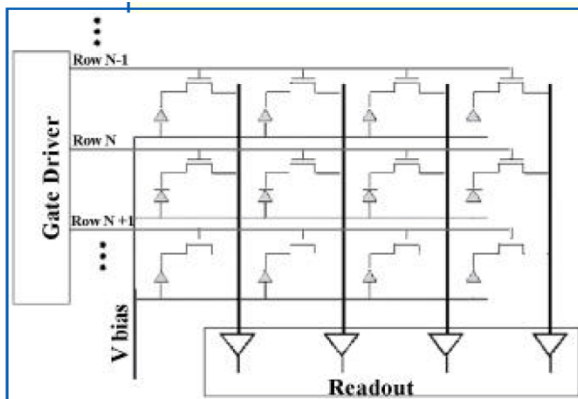 Row N-1
Row N
Row N +1
Gate Driver
V bias
Readout